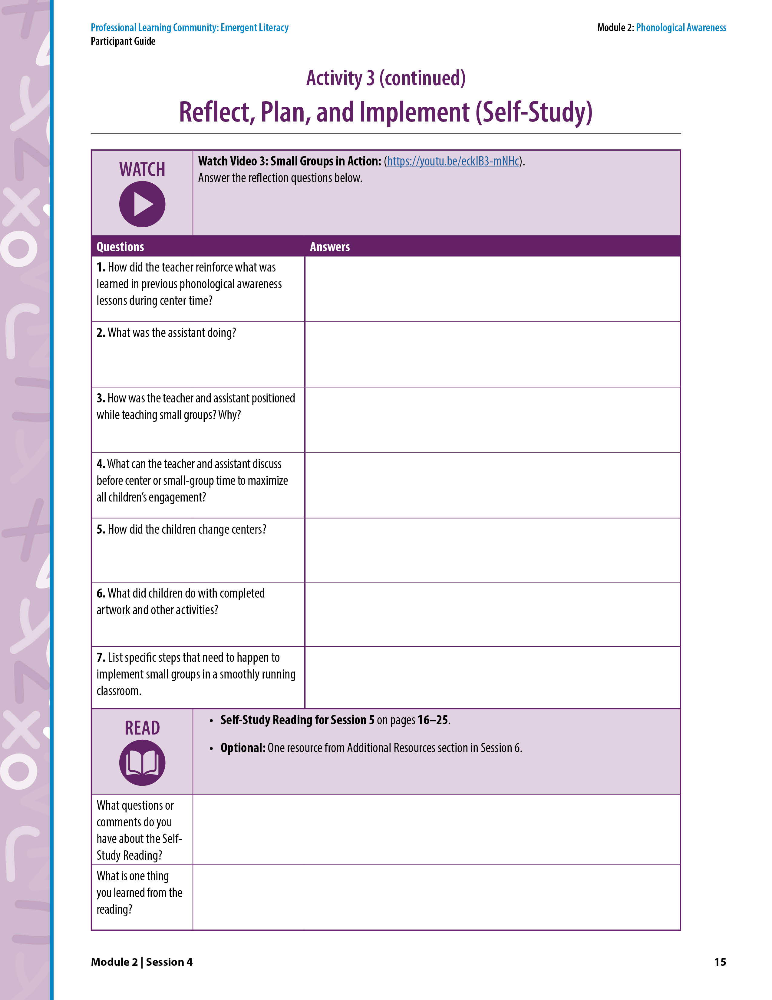 Professional Learning Community: Emergent Literacy
Participant Guide
Module 2: Phonological Awareness
Activity 3 (continued)
Reflect, Plan, and Implement (Self-Study)
WATCH
Watch Video 3: Small Groups in Action: (https://youtu.be/eckIB3-mNHc).
Answer the reflection questions below.
Questions
Answers
1. How did the teacher reinforce what was
learned in previous phonological awareness
lessons during center time?
2. What was the assistant doing?
3. How was the teacher and assistant positioned
while teaching small groups? Why?
4. What can the teacher and assistant discuss
before center or small-group time to maximize
all children’s engagement?
5. How did the children change centers?
6. What did children do with completed
artwork and other activities?
7. List specific steps that need to happen to
implement small groups in a smoothly running
classroom.
READ
• Self-Study Reading for Session 5 on pages 16–25.
• Optional: One resource from Additional Resources section in Session 6.
What questions or
comments do you
have about the Self-
Study Reading?
What is one thing
you learned from the
reading?
Module 2 | Session 4
15